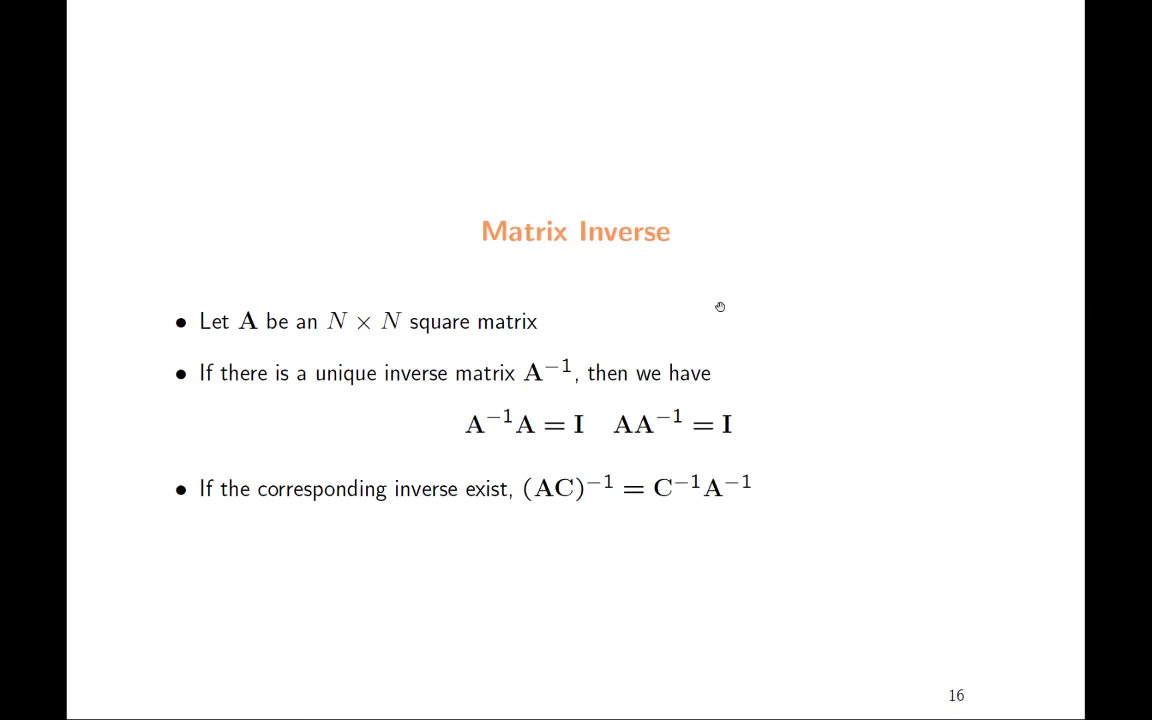 Matrix Inverse
• Let A be an N × N square matrix
• If there is a unique inverse matrix A⁻¹, then we have
A⁻¹A = I AA⁻¹ = I
• If the corresponding inverse exist, (AC)⁻¹ = C⁻¹A⁻¹
16